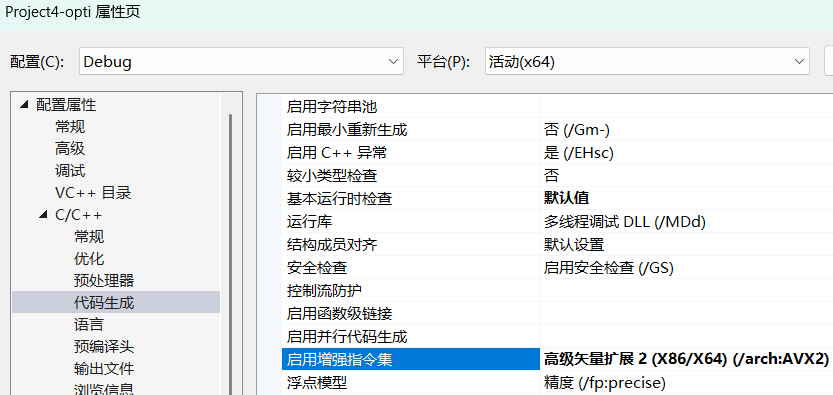 Project4-opti 属性页
配置(C): Debug 平台(P): 活动(x64)
配置属性
常规
高级
调试
VC++ 目录
C/C++
常规
优化
预处理器
代码生成
语言
预编译头
输出文件
浏览信息
启用字符串池
启用最小重新生成 否 (/Gm-)
启用 C++ 异常 是 (/EHsc)
较小类型检查 否
基本运行时检查 默认值
运行库 多线程调试 DLL (/MDd)
结构成员对齐 默认设置
安全检查 启用安全检查 (/GS)
控制流防护
启用函数级链接
启用并行代码生成
启用增强指令集 高级矢量扩展 2 (X86/X64) (/arch:AVX2)
浮点模型 精度 (/fp:precise)